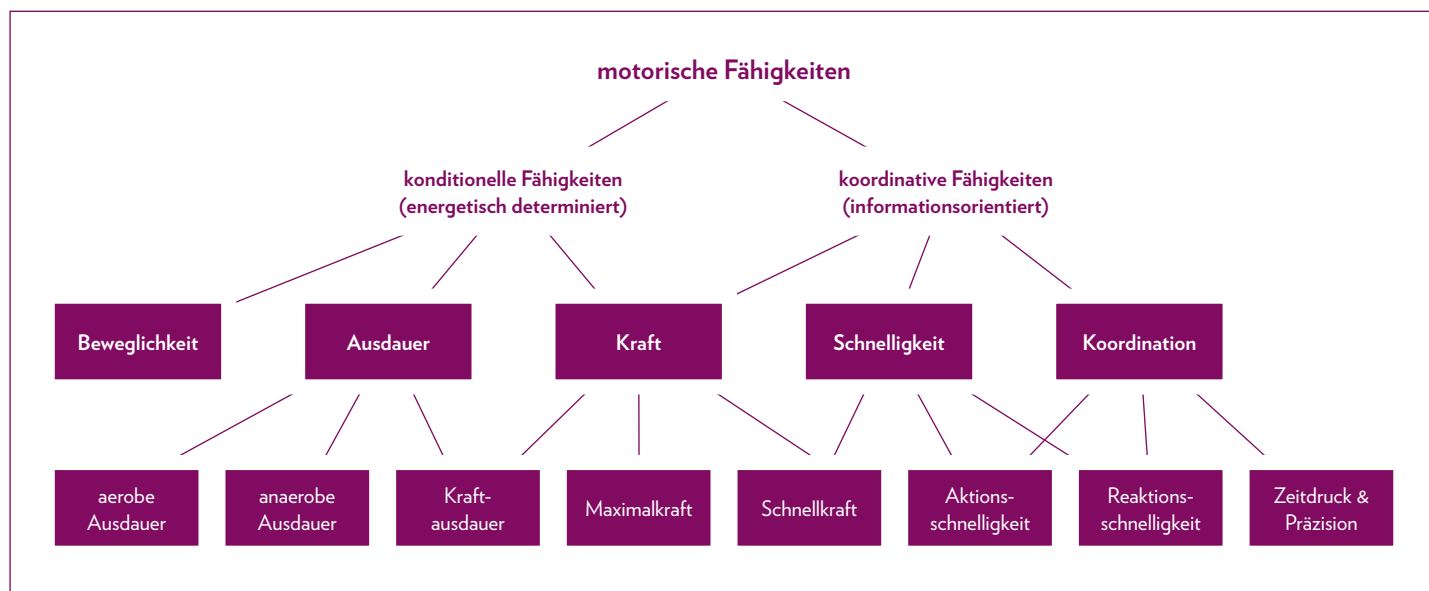 motorische Fähigkeiten
konditionelle Fähigkeiten
(energetisch determiniert)
koordinative Fähigkeiten
(informationsorientiert)
Beweglichkeit
Ausdauer
Kraft
Schnelligkeit
Koordination
aerobe
Ausdauer
anaerobe
Ausdauer
Kraft-
ausdauer
Maximalkraft
Schnellkraft
Aktions-
schnelligkeit
Reaktions-
schnelligkeit
Zeitdruck &
Präzision